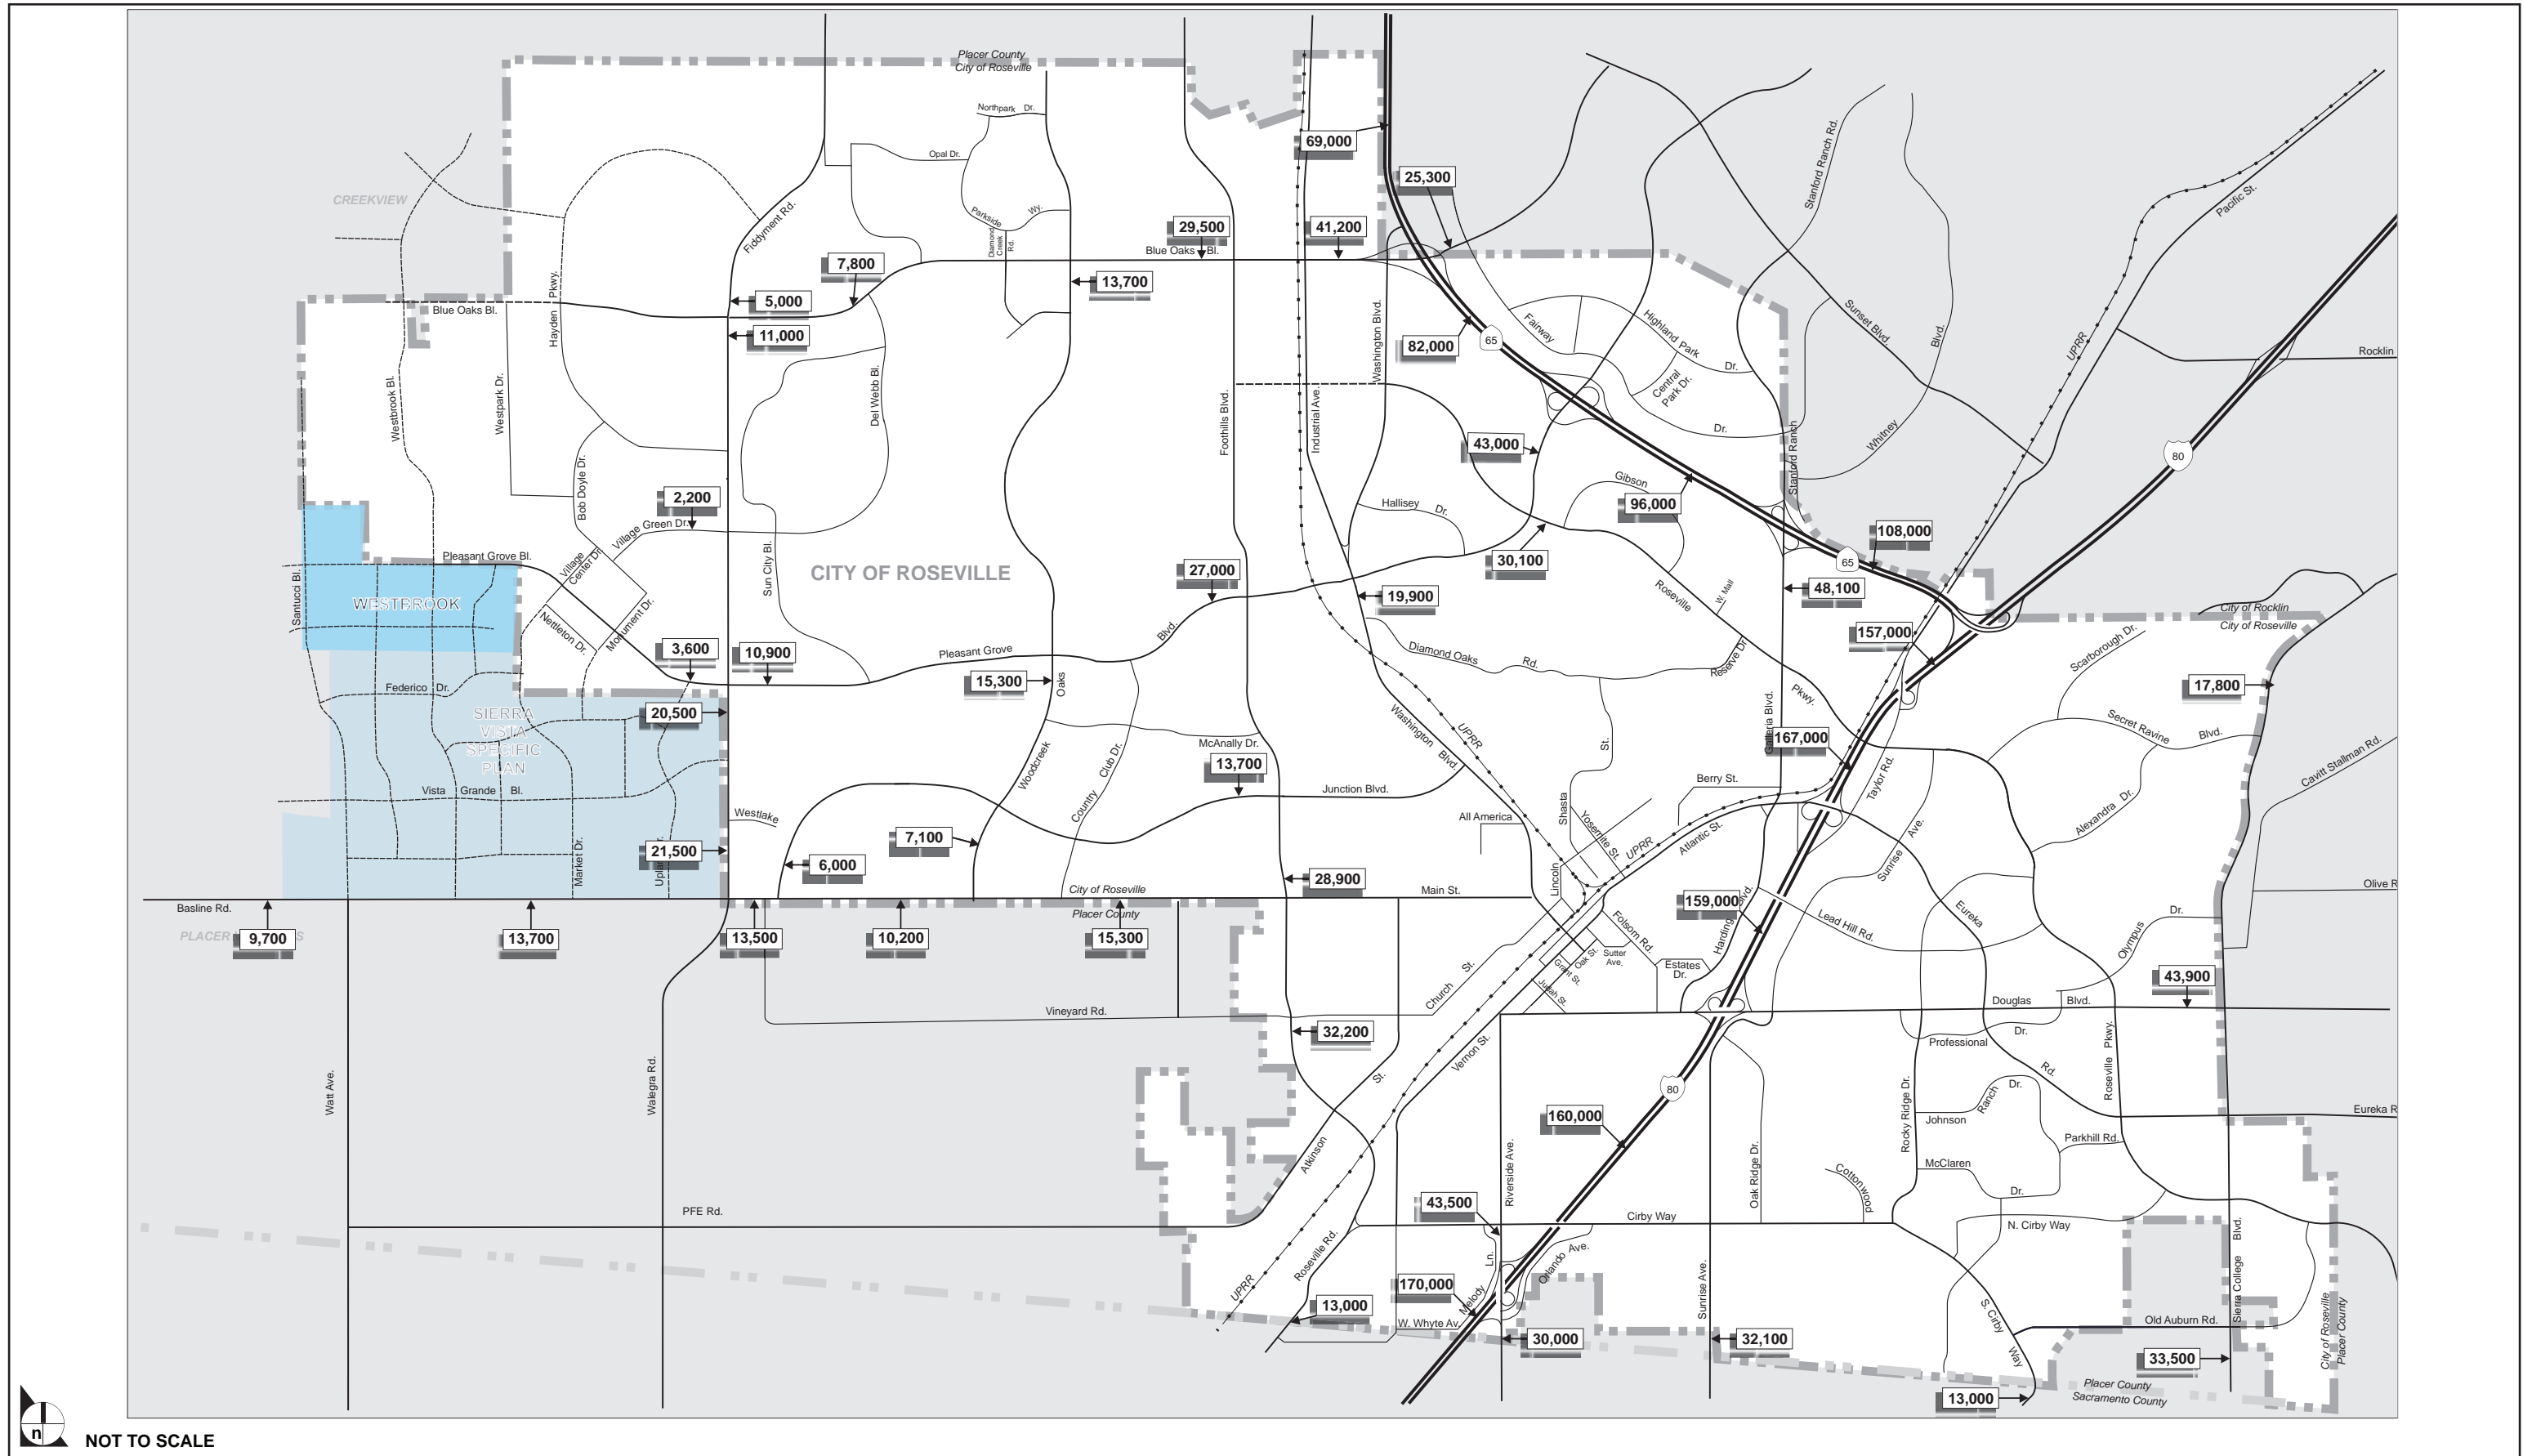 Placer County
City of Roseville
Northpark Dr.
69,000
Opal Dr.
Stanford Ranch Rd.
25,300
CREEKVIEW
Pacific St.
Parkside Wy.
Fiddyment Rd.
29,500
41,200
Diamond
Creek
Rd.
Blue Oaks Bl.
7,800
13,700
5,000
Blue Oaks Bl.
Hayden Pkwy.
11,000
Washington Blvd.
Fairway
Highland Park
Dr.
Sunset Blvd.
Blvd.
82,000
65
UPRR
Rocklin
Central
Park Dr.
Westbrook Bl.
Westpark Dr.
Del Webb Bl.
Foothills Blvd.
Industrial Ave.
Dr.
43,000
Whitney
Stanford Ranch
80
Bob Doyle Dr.
2,200
Gibson
Hallisey Dr.
96,000
Village Green Dr.
108,000
Pleasant Grove Bl.
Village
Center Dr.
Sun City Bl.
CITY OF ROSEVILLE
27,000
30,100
65
Santucci Bl.
WESTBROOK
19,900
Roseville
W. Mall
48,100
City of Rocklin
City of Roseville
Nettleton Dr.
Monument Dr.
157,000
Scarborough Dr.
3,600
10,900
Pleasant Grove
Blvd.
Diamond Oaks Rd.
Reserve Dr.
Federico Dr.
15,300
Oaks
Pkwy.
17,800
SIERRA
VISTA
SPECIFIC
PLAN
20,500
Washington Blvd.
UPRR
Galleria Blvd.
167,000
Secret Ravine Blvd.
McAnally Dr.
St.
Woodcreek
Club Dr.
13,700
Cavitt Stallman Rd.
Taylor Rd.
Berry St.
Vista Grande Bl.
Junction Blvd.
Country
Westlake
All America
Shasta
Yosemite St.
Alexandra Dr.
7,100
UPRR
Atlantic St.
Sunrise Ave.
21,500
Market Dr.
6,000
28,900
Lincoln
City of Roseville
Main St.
Olive R
Basline Rd.
Placer County
159,000
Harding Blvd.
Lead Hill Rd.
Eureka
Dr.
Folsom Rd.
9,700
13,700
13,500
10,200
15,300
Oak St.
Sutter
Ave.
Grant St.
Estates
Dr.
Olympus
43,900
Church St.
Judah St.
Vineyard Rd.
Douglas Blvd.
32,200
Vernon St.
Professional Dr.
Watt Ave.
Walegra Rd.
St.
80
Rd.
Roseville Pkwy.
Rocky Ridge Dr.
Ranch Dr.
Johnson
Eureka R
160,000
Atkinson
Riverside Ave.
Oak Ridge Dr.
Parkhill Rd.
McClaren
Dr.
Cottonwood
43,500
PFE Rd.
Cirby Way
N. Cirby Way
Roseville Rd.
Ln.
Orlando Ave.
UPRR
170,000
Melody
Sunrise Ave.
S. Cirby
Way
Sierra College Blvd.
13,000
W. Whyte Av.
30,000
32,100
Old Auburn Rd.
City of Roseville
Placer County
33,500
13,000
Placer County
Sacramento County
n
NOT TO SCALE